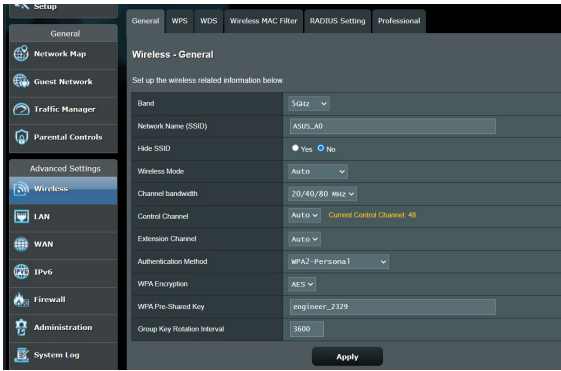 Setup
General
Network Map
Guest Network
Traffic Manager
Parental Controls
Advanced Settings
Wireless
LAN
WAN
IPv6
Firewall
Administration
System Log
General WPS WDS Wireless MAC Filter RADIUS Setting Professional
Wireless - General
Set up the wireless related information below.
Band 5GHz
Network Name (SSID) ASUS_A0
Hide SSID Yes No
Wireless Mode Auto
Channel bandwidth 20/40/80 MHz
Control Channel Auto Current Control Channel: 48
Extension Channel Auto
Authentication Method WPA2-Personal
WPA Encryption AES
WPA Pre-Shared Key engineer_2329
Group Key Rotation Interval 3600
Apply